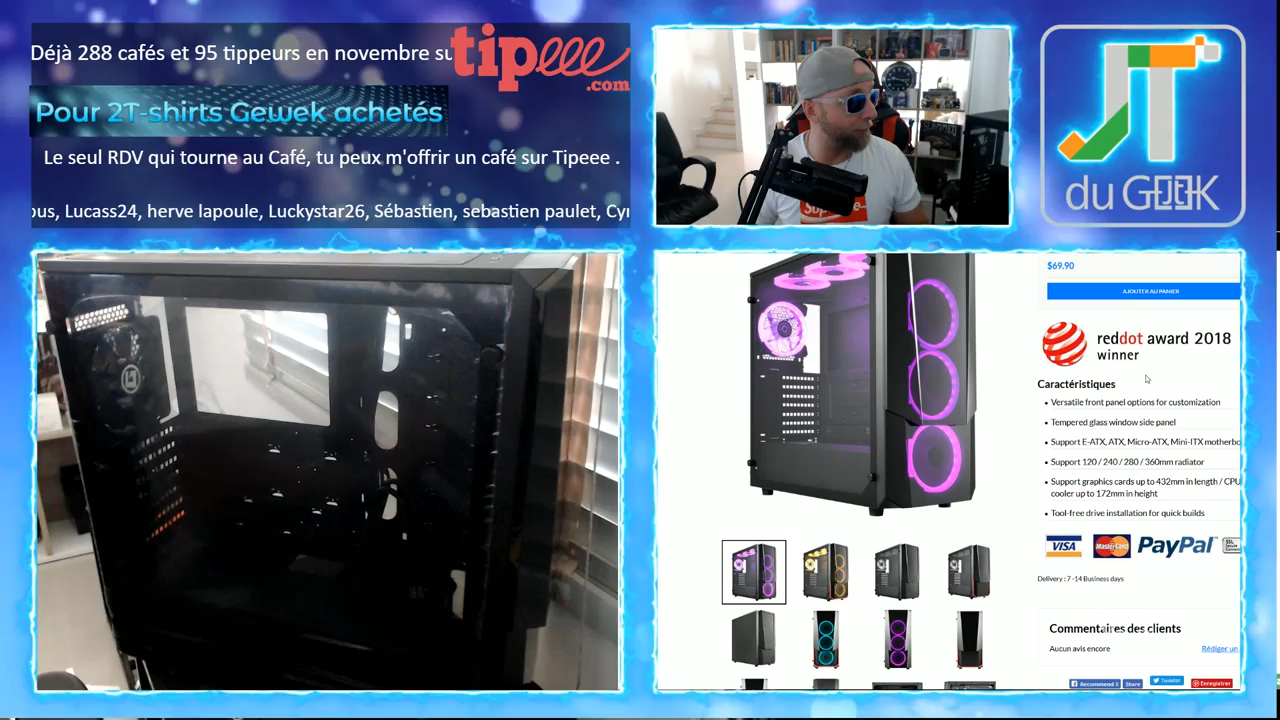 Déjà 288 cafés et 95 tippeurs en novembre su
tipeee
.com
Pour 2T-shirts Gewek achetés
Le seul RDV qui tourne au Café, tu peux m'offrir un café sur Tipeee .
ous, Lucass24, herve lapoule, Luckystar26, Sébastien, sebastien paulet, Cyr
Supreme
JT
du GEEK
$69.90
AJOUTER AU PANIER
reddot award 2018
winner
Caractéristiques
• Versatile front panel options for customization
• Tempered glass window side panel
• Support E-ATX, ATX, Micro-ATX, Mini-ITX motherbo
• Support 120 / 240 / 280 / 360mm radiator
• Support graphics cards up to 432mm in length / CPU
cooler up to 172mm in height
• Tool-free drive installation for quick builds
VISA MasterCard PayPal SSL
Delivery : 7 -14 Business days
Commentaires des clients
Aucun avis encore
Rédiger un
Recommend 0 Share Tweeter Enregistrer